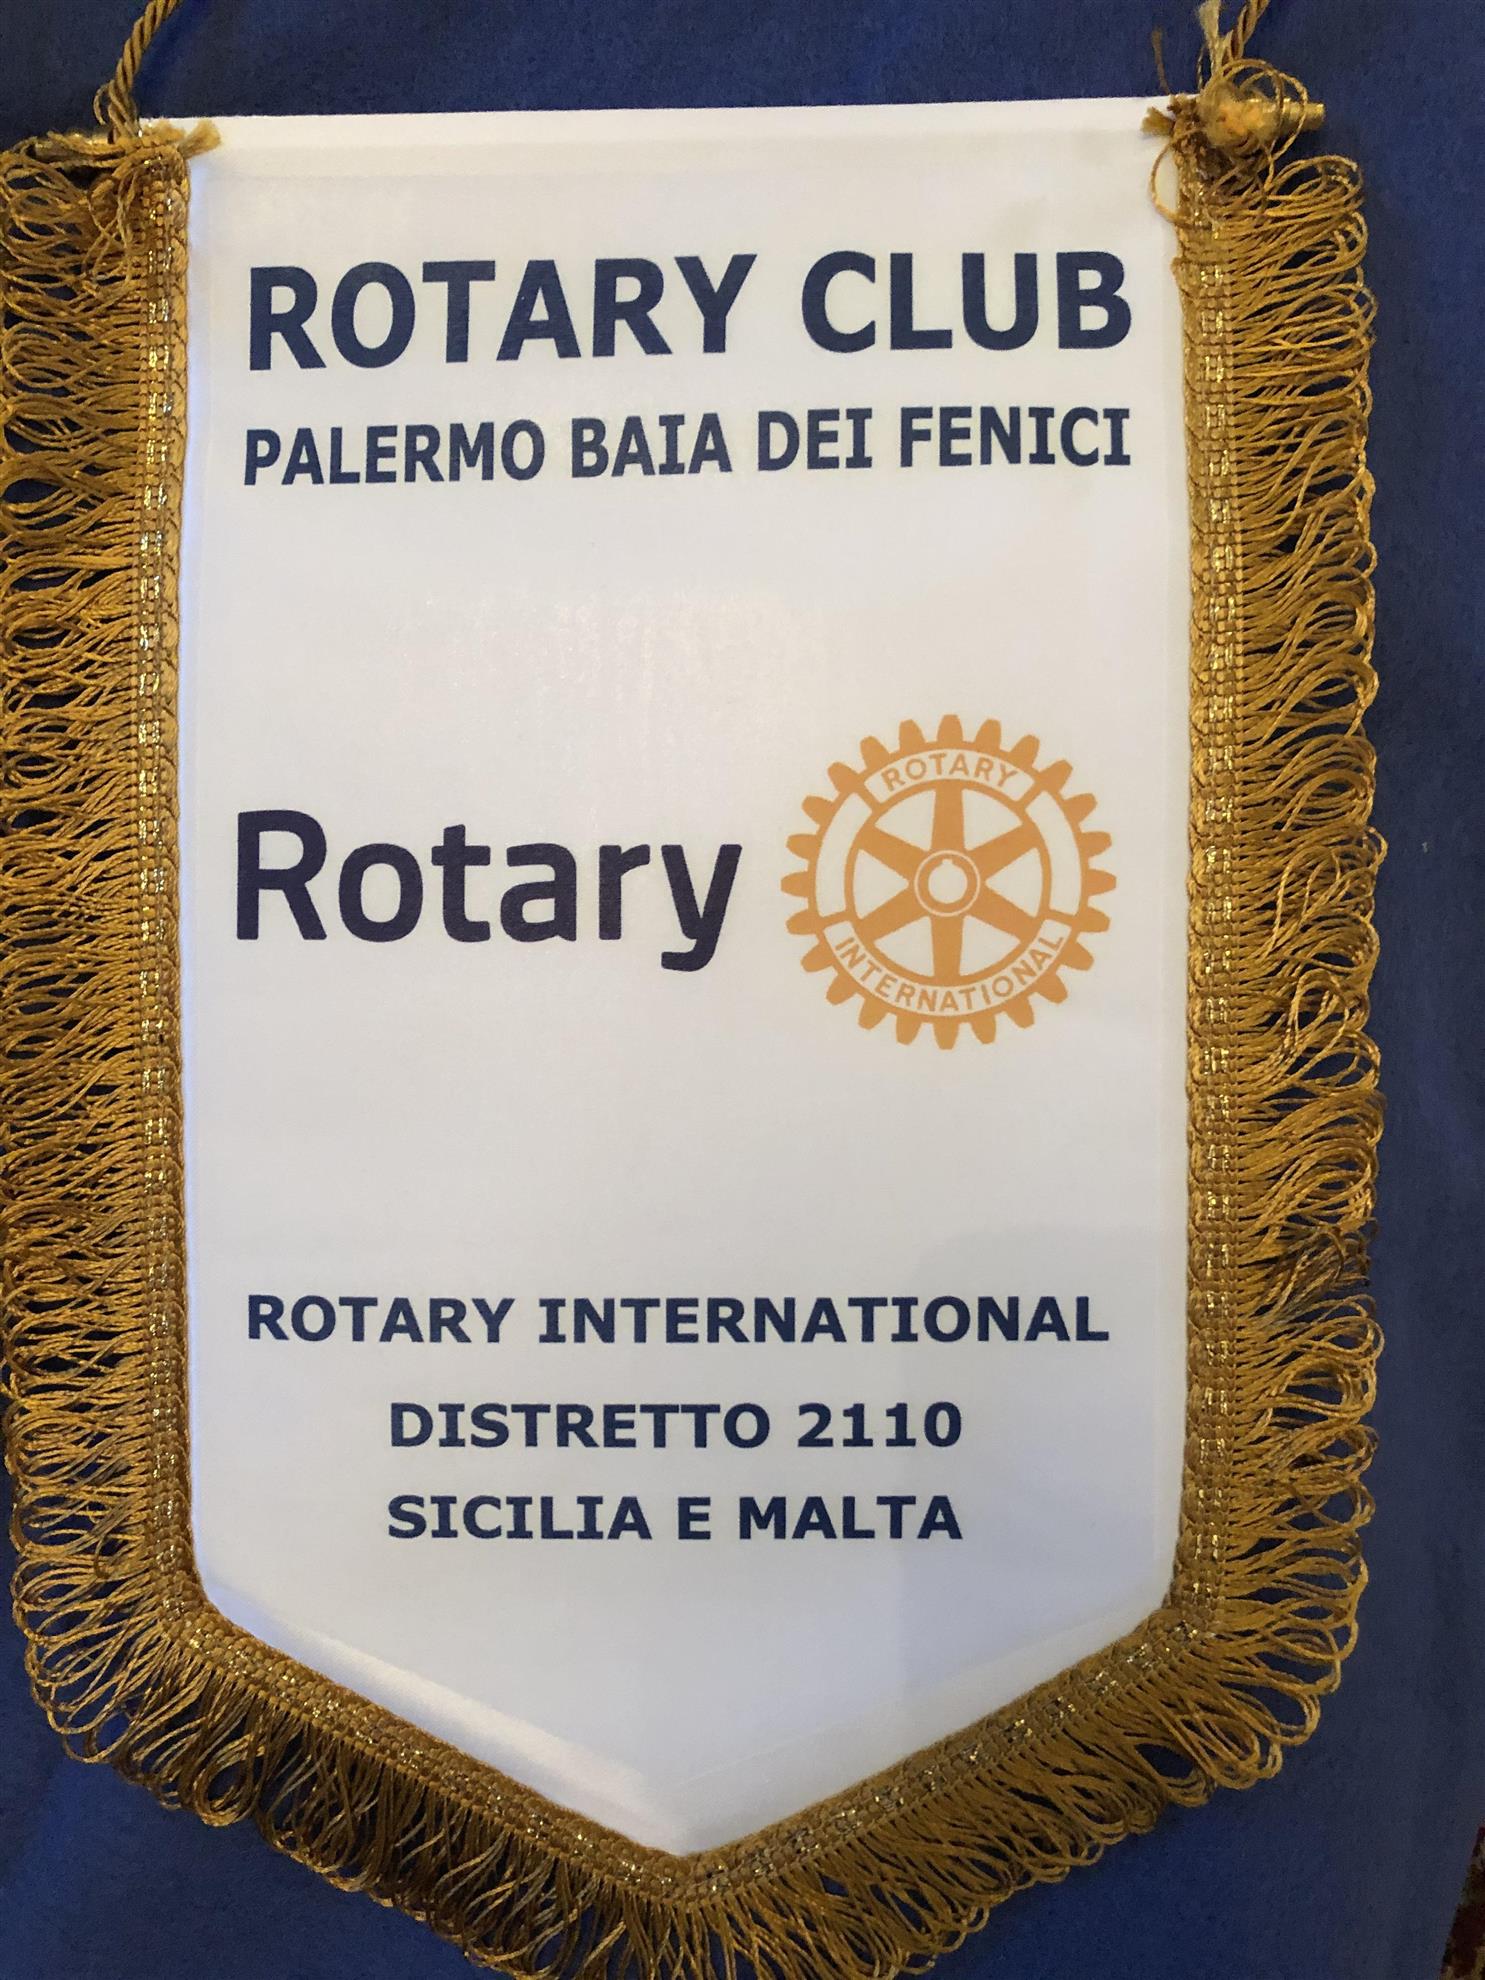 ROTARY CLUB
PALERMO BAIA DEI FENICI
Rotary
ROTARY
INTERNATIONAL
ROTARY INTERNATIONAL
DISTRETTO 2110
SICILIA E MALTA